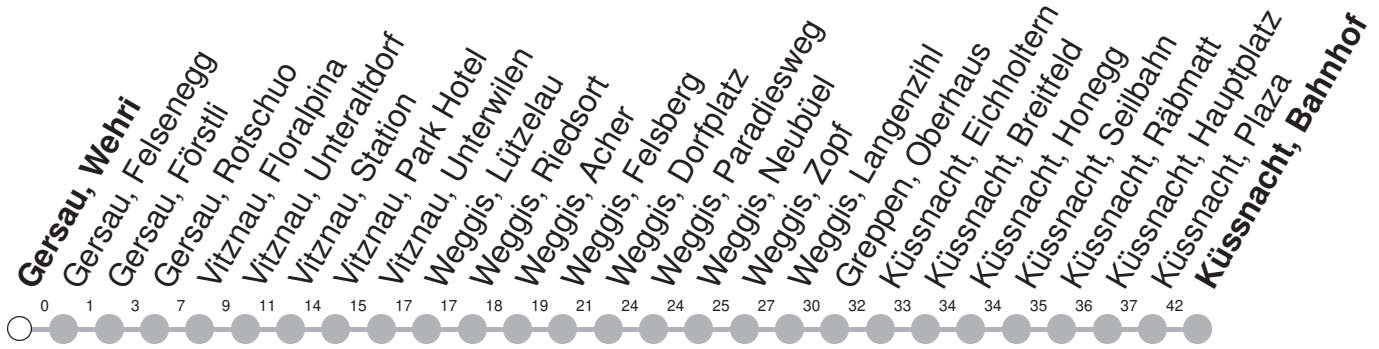 Gersau, Wehri
Gersau, Felsenegg
Gersau, Förstli
Gersau, Rotschuo
Vitznau, Floralpina
Vitznau, Unteraltdorf
Vitznau, Station
Vitznau, Park Hotel
Vitznau, Unterwilen
Weggis, Lützelau
Weggis, Riedsort
Weggis, Acher
Weggis, Felsberg
Weggis, Dorfplatz
Weggis, Paradiesweg
Weggis, Neubüel
Weggis, Zopf
Weggis, Langenzihl
Greppen, Oberhaus
Küssnacht, Eichholtern
Küssnacht, Breitfeld
Küssnacht, Honegg
Küssnacht, Seilbahn
Küssnacht, Räbmatt
Küssnacht, Hauptplatz
Küssnacht, Plaza
Küssnacht, Bahnhof
0 1 3 7 9 11 14 15 17 17 18 19 21 24 24 25 27 30 32 33 34 34 35 36 37 42